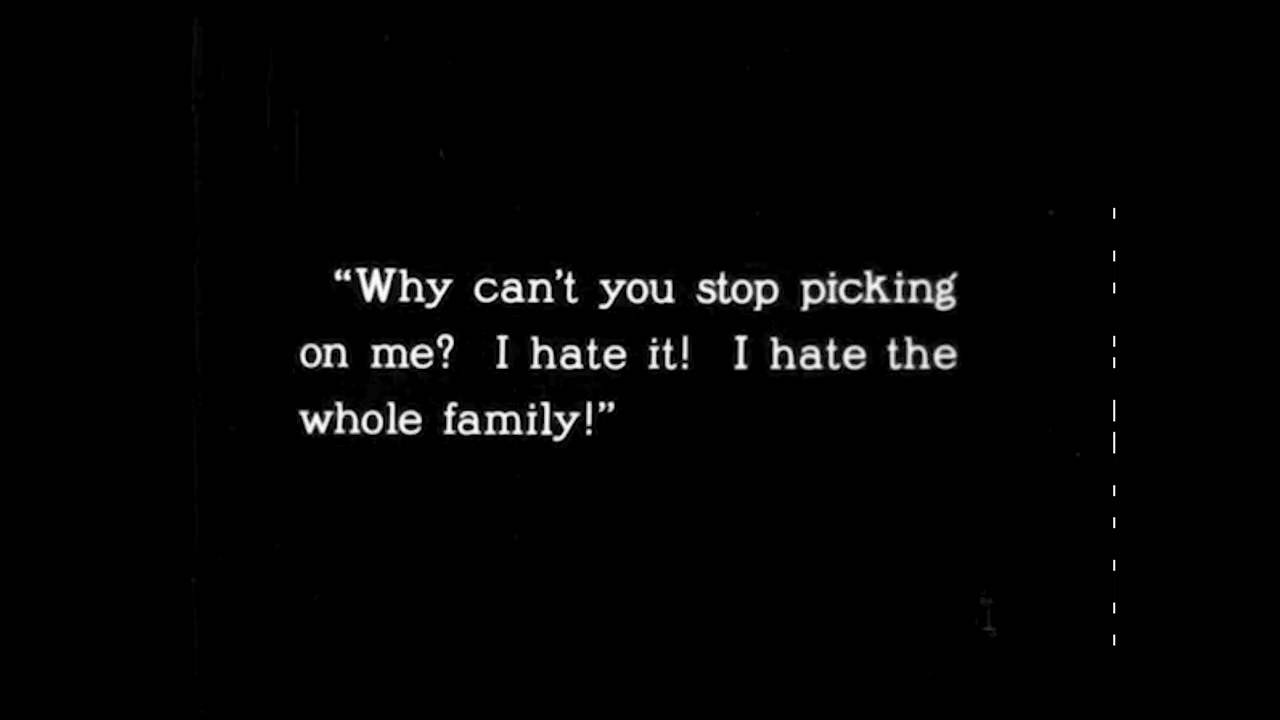 “Why can’t you stop picking
on me? I hate it! I hate the
whole family!”